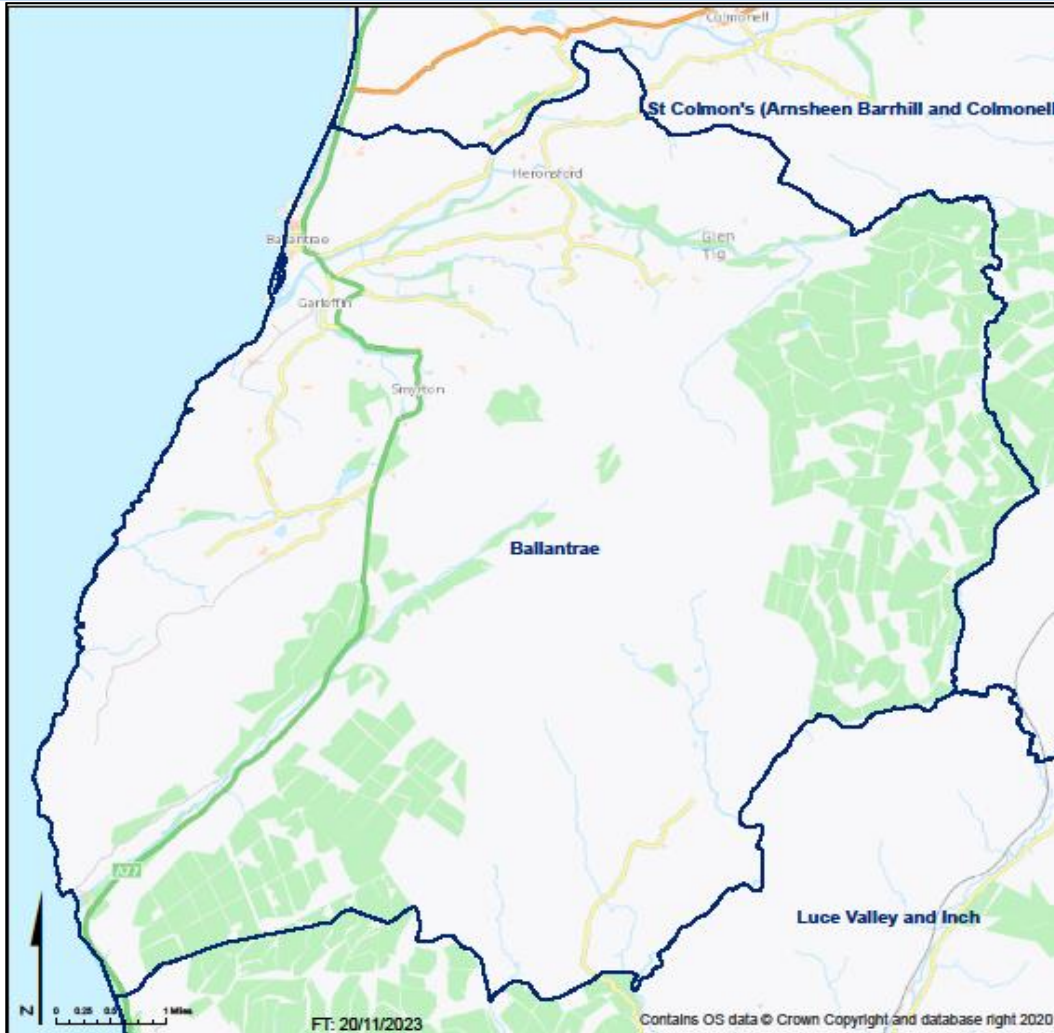 Colmonell
St Colmon's (Arnsheen Barrhill and Colmonell
Heronsford
Ballantrae
Glen
Tig
Garleffin
Smyrton
Ballantrae
A77
Luce Valley and Inch
N
0 0.25 0.5 1 Miles
FT: 20/11/2023
Contains OS data © Crown Copyright and database right 2020